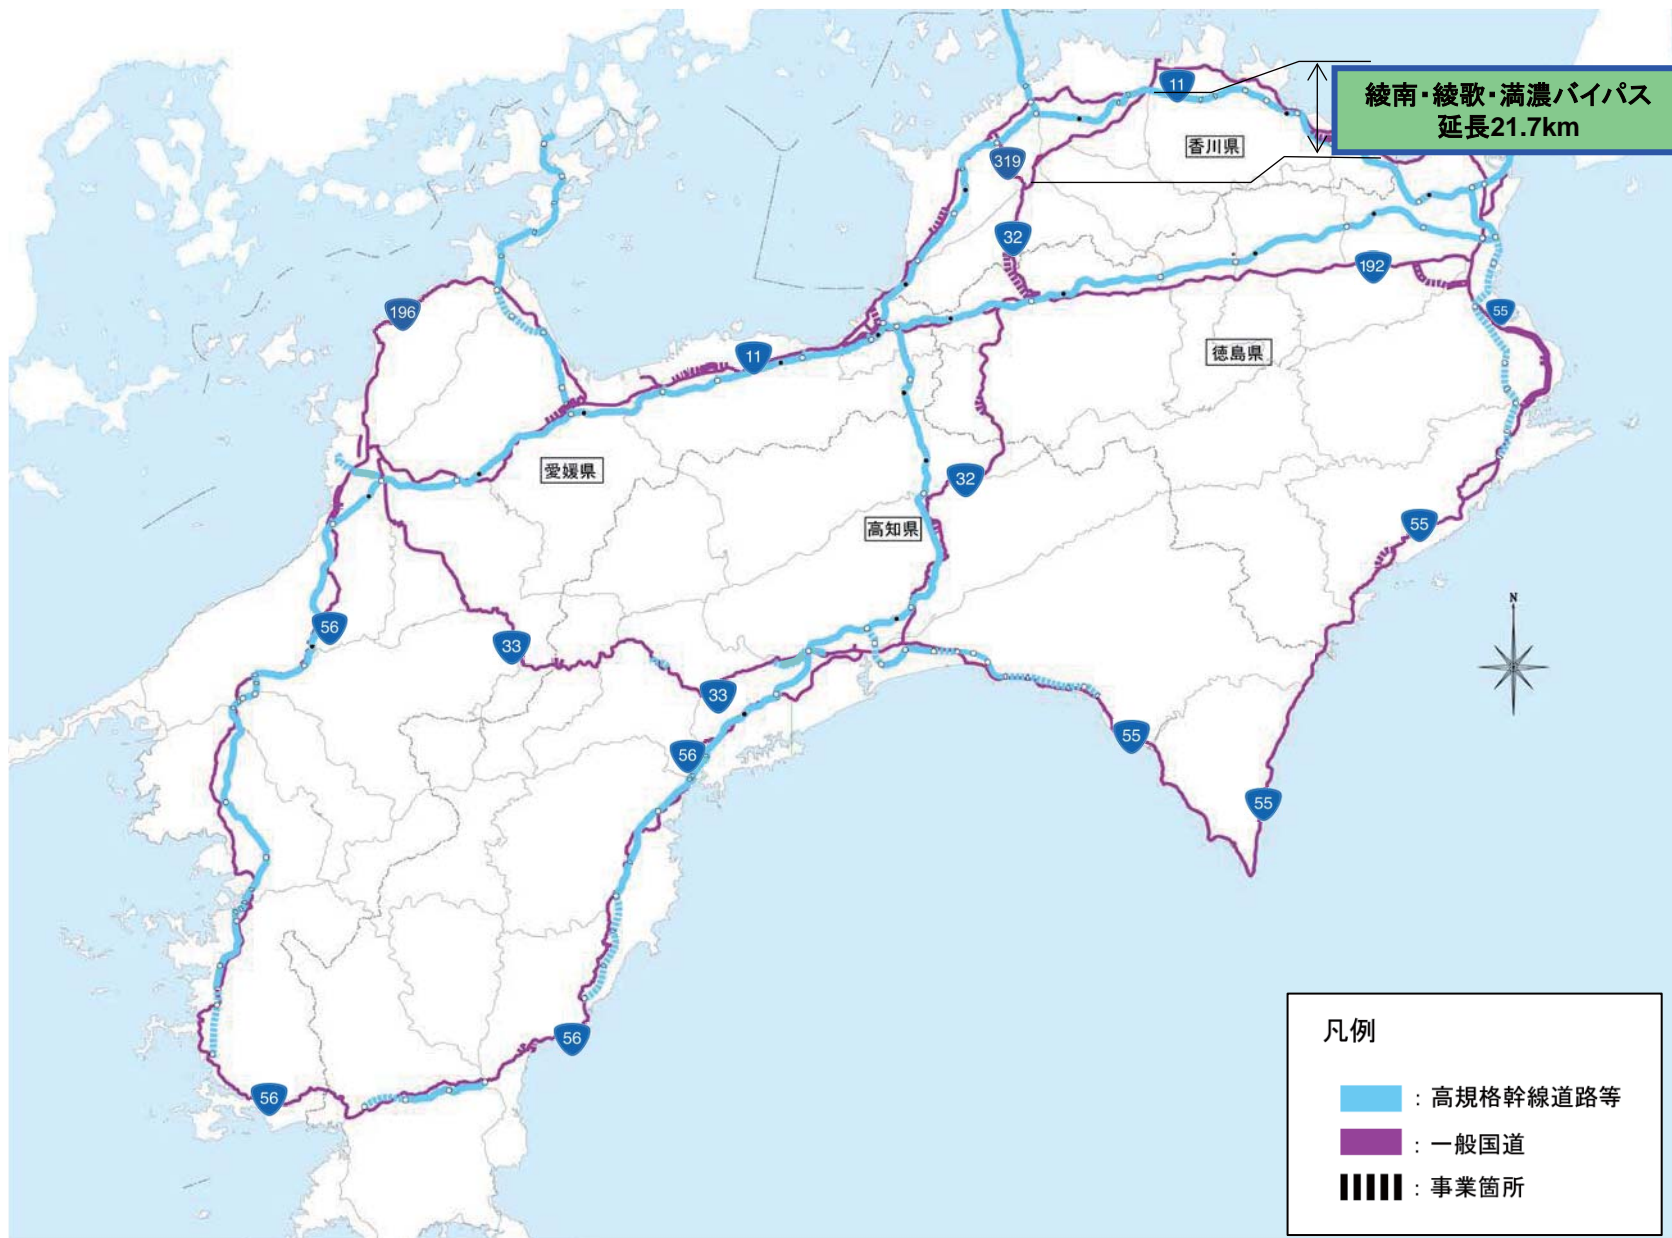 11
綾南・綾歌・満濃バイパス
延長21.7km
香川県
319
32
192
196
55
11
徳島県
愛媛県
32
高知県
55
N
56
33
33
55
56
55
56
56
凡例
：高規格幹線道路等
：一般国道
：事業箇所